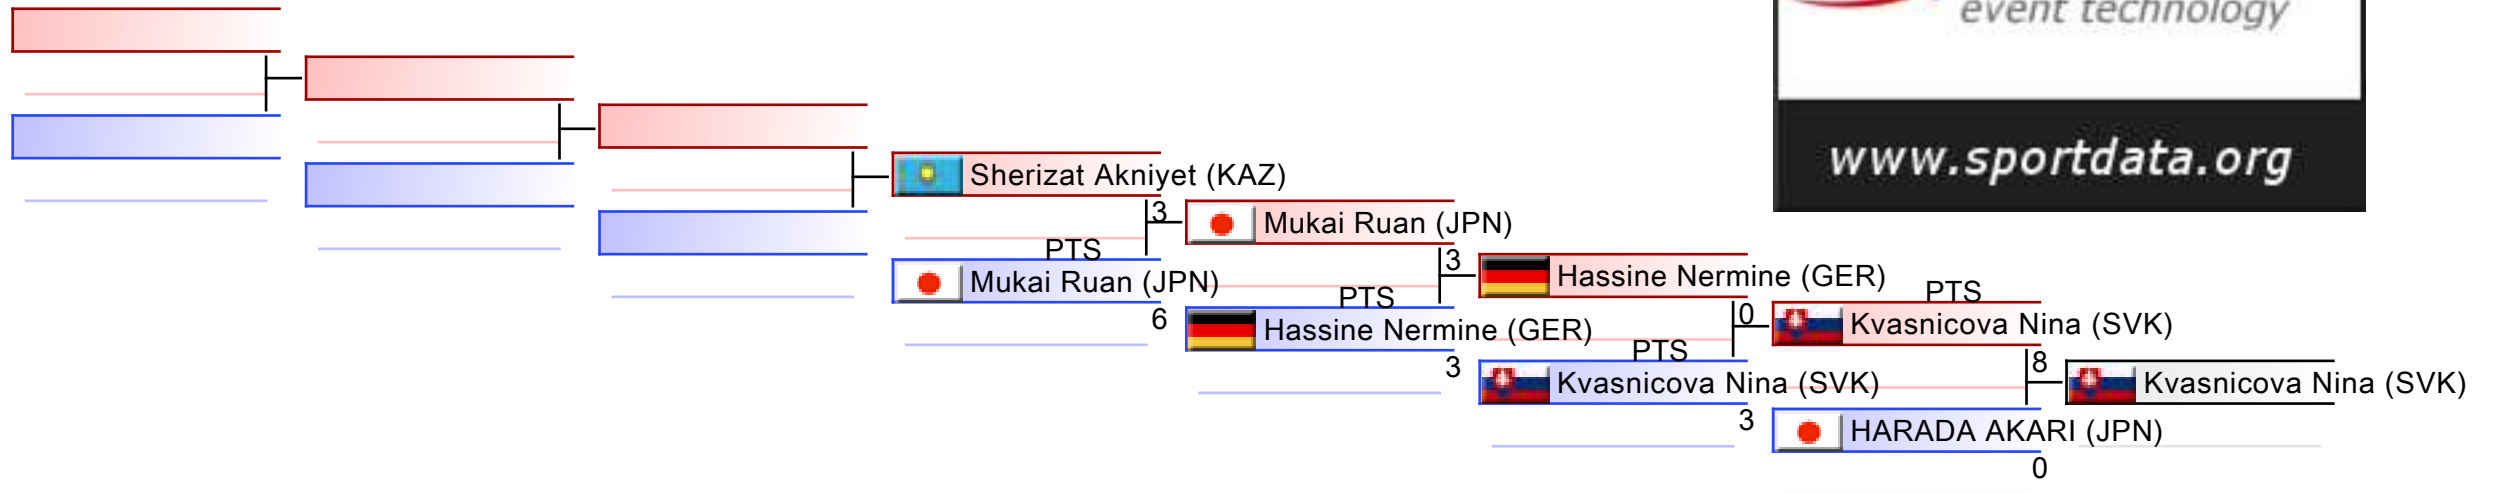 event technology
www.sportdata.org
Sherizat Akniyet (KAZ)
3
PTS
Mukai Ruan (JPN)
6
Mukai Ruan (JPN)
3
PTS
Hassine Nermine (GER)
3
Hassine Nermine (GER)
0
PTS
Kvasnicova Nina (SVK)
3
PTS
Kvasnicova Nina (SVK)
8
HARADA AKARI (JPN)
0
Kvasnicova Nina (SVK)